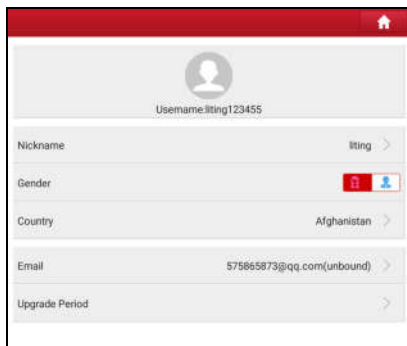 Username:liting123455
Nickname liting
Gender
Country Afghanistan
Email 575865873@qq.com(unbound)
Upgrade Period